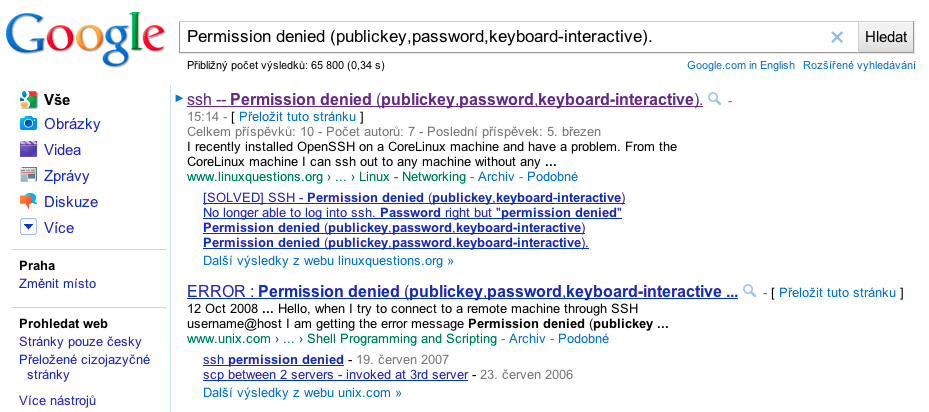 Google
Permission denied (publickey,password,keyboard-interactive).
Hledat
Přibližný počet výsledků: 65 800 (0,34 s)
Google.com in English Rozšířené vyhledávání
Vše
Obrázky
Videa
Zprávy
Diskuze
Více
Praha
Změnit místo
Prohledat web
Stránky pouze česky
Přeložené cizojazyčné
stránky
Více nástrojů
ssh -- Permission denied (publickey,password,keyboard-interactive). -
15:14 - [ Přeložit tuto stránku ]
Celkem příspěvků: 10 - Počet autorů: 7 - Poslední příspěvek: 5. březen
I recently installed OpenSSH on a CoreLinux machine and have a problem. From the
CoreLinux machine I can ssh out to any machine without any ...
www.linuxquestions.org › ... › Linux - Networking - Archiv - Podobné
[SOLVED] SSH - Permission denied (publickey,keyboard-interactive)
No longer able to log into ssh. Password right but "permission denied"
Permission denied (publickey,password,keyboard-interactive)
Permission denied (publickey,password,keyboard-interactive).
Další výsledky z webu linuxquestions.org »
ERROR : Permission denied (publickey,password,keyboard-interactive ... - [ Přeložit tuto stránku ]
12 Oct 2008 ... Hello, when I try to connect to a remote machine through SSH
username@host I am getting the error message Permission denied (publickey ...
www.unix.com › ... › Shell Programming and Scripting - Archiv - Podobné
ssh permission denied - 19. červen 2007
scp between 2 servers - invoked at 3rd server - 23. červen 2006
Další výsledky z webu unix.com »